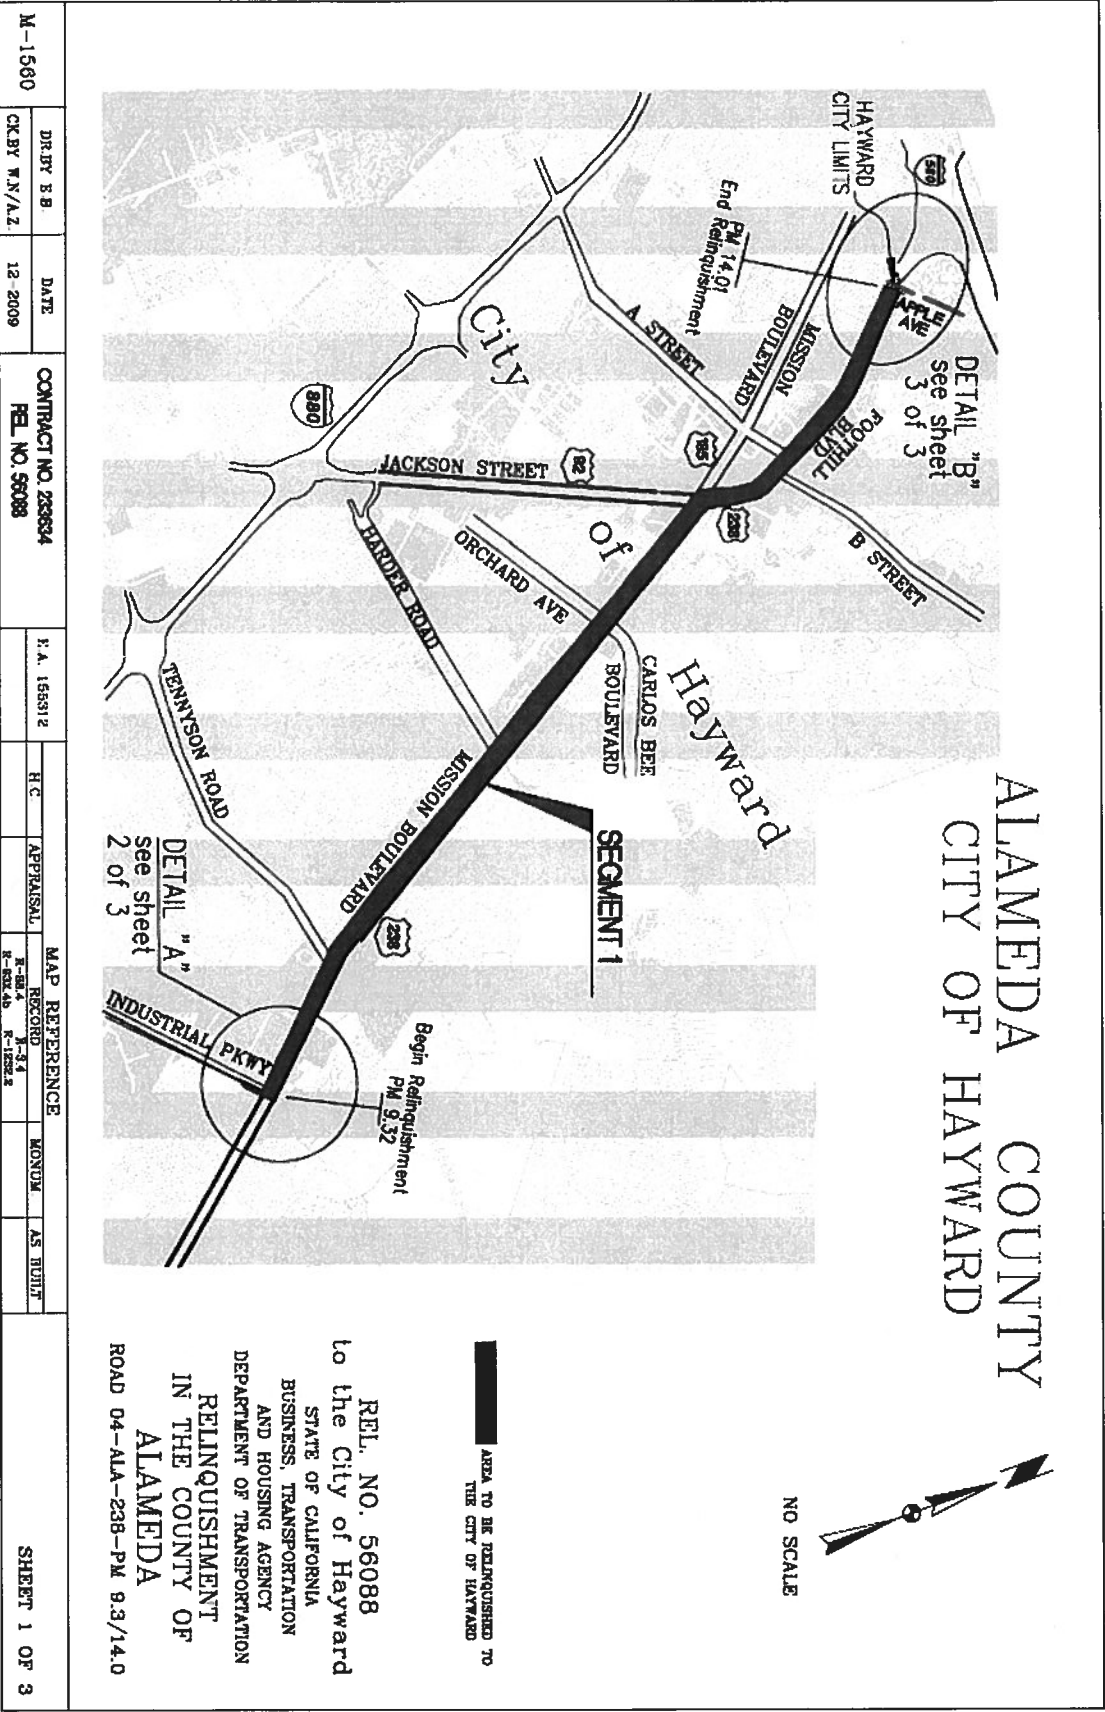 ALAMEDA COUNTY
CITY OF HAYWARD
NO SCALE
580
HAYWARD
CITY LIMITS
APPLE
AVE
DETAIL "B"
see sheet
3 of 3
PM 14.01
End Relinquishment
MISSION
BOULEVARD
FOOTHILL
BLVD
A STREET
B STREET
185
238
92
JACKSON STREET
880
City
of
Hayward
ORCHARD AVE
CARLOS BEE
BOULEVARD
HARDER ROAD
SEGMENT 1
MISSION BOULEVARD
238
TENNYSON ROAD
DETAIL "A"
see sheet
2 of 3
INDUSTRIAL PKWY
Begin Relinquishment
PM 9.32
AREA TO BE RELINQUISHED TO
THE CITY OF HAYWARD
REL. NO. 56088
to the City of Hayward
STATE OF CALIFORNIA
BUSINESS, TRANSPORTATION
AND HOUSING AGENCY
DEPARTMENT OF TRANSPORTATION
RELINQUISHMENT
IN THE COUNTY OF
ALAMEDA
ROAD 04-ALA-238-PM 9.3/14.0
M-1560
DR.BY E.B.
CK.BY W.N/A.Z.
DATE
12-2009
CONTRACT NO. 233634
REL. NO. 56088
E.A. 155312
MAP REFERENCE
H.C.
APPRAISAL
RECORD
MONUM.
AS BUILT
SHEET 1 OF 3